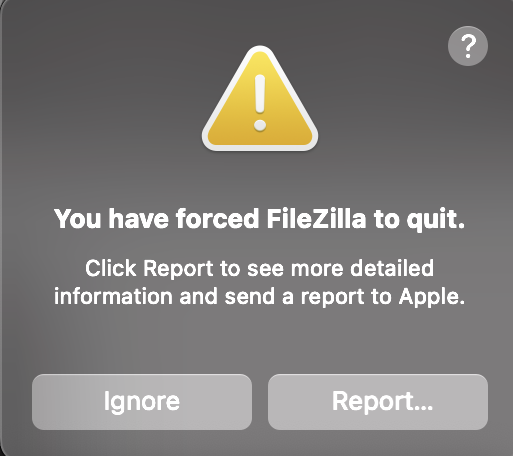 ?
You have forced FileZilla to quit.
Click Report to see more detailed
information and send a report to Apple.
Ignore
Report...